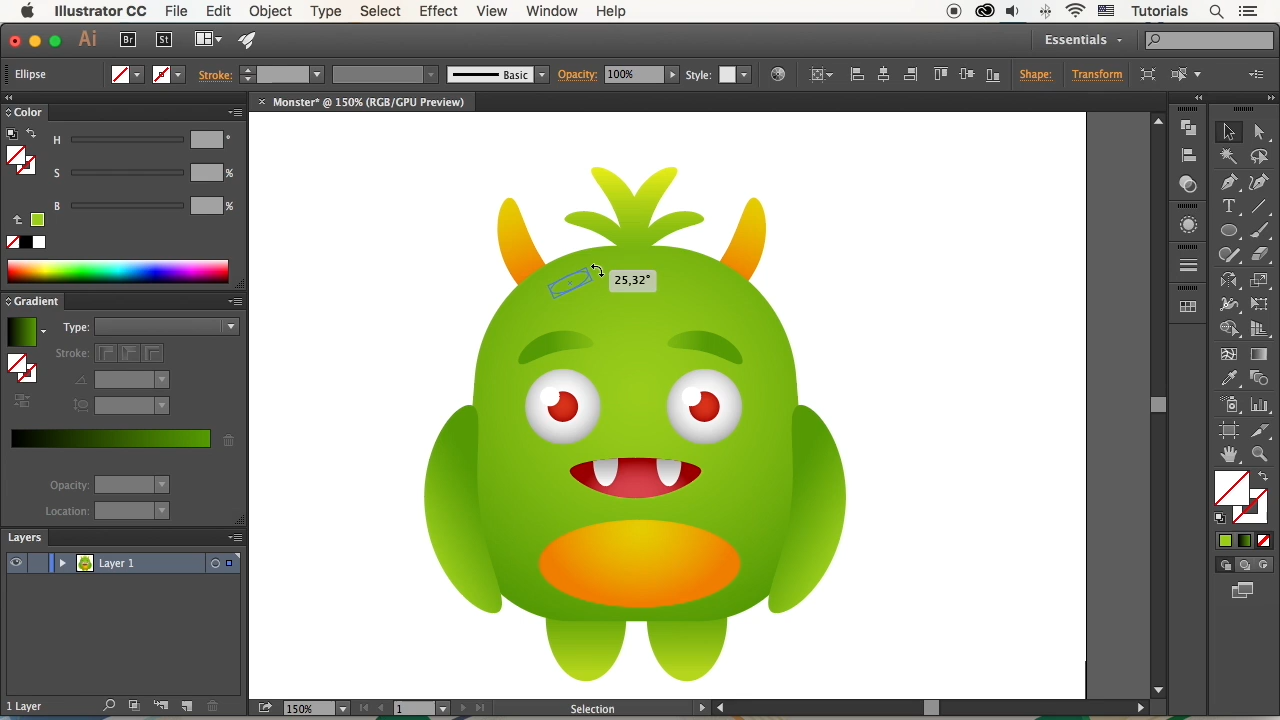 Illustrator CC File Edit Object Type Select Effect View Window Help Tutorials
Ai Br St Essentials
Ellipse Stroke: Basic Opacity: 100% Style: Shape: Transform
Color
Monster* @ 150% (RGB/GPU Preview)
H °
S %
B %
Gradient
Type:
Stroke:
Opacity:
Location:
25,32°
Layers
Layer 1
1 Layer
150% 1 Selection